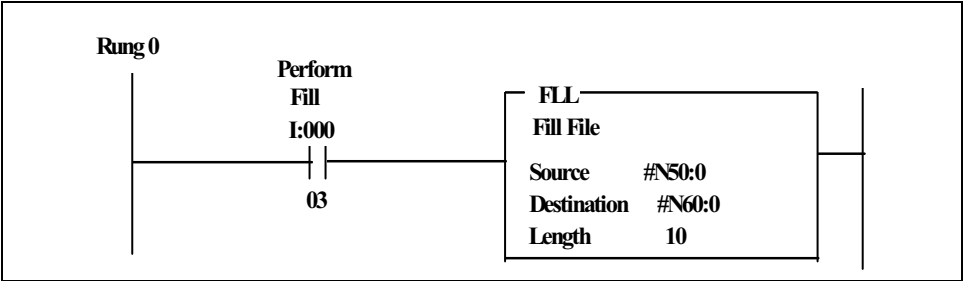 Rung 0
Perform
Fill
I:000
03
FLL
Fill File
Source #N50:0
Destination #N60:0
Length 10